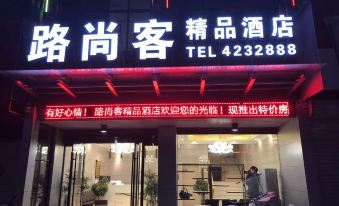 路尚客 精品酒店
TEL 4232888
有好心情！ 路尚客精品酒店欢迎您的光临！现推出特价房